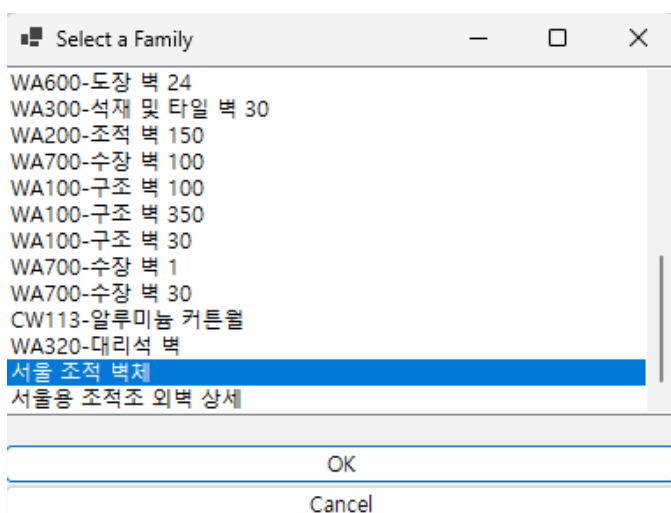 Select a Family
WA600-도장 벽 24
WA300-석재 및 타일 벽 30
WA200-조적 벽 150
WA700-수장 벽 100
WA100-구조 벽 100
WA100-구조 벽 350
WA100-구조 벽 30
WA700-수장 벽 1
WA700-수장 벽 30
CW113-알루미늄 커튼월
WA320-대리석 벽
서울 조적 벽체
서울용 조적조 외벽 상세
OK
Cancel